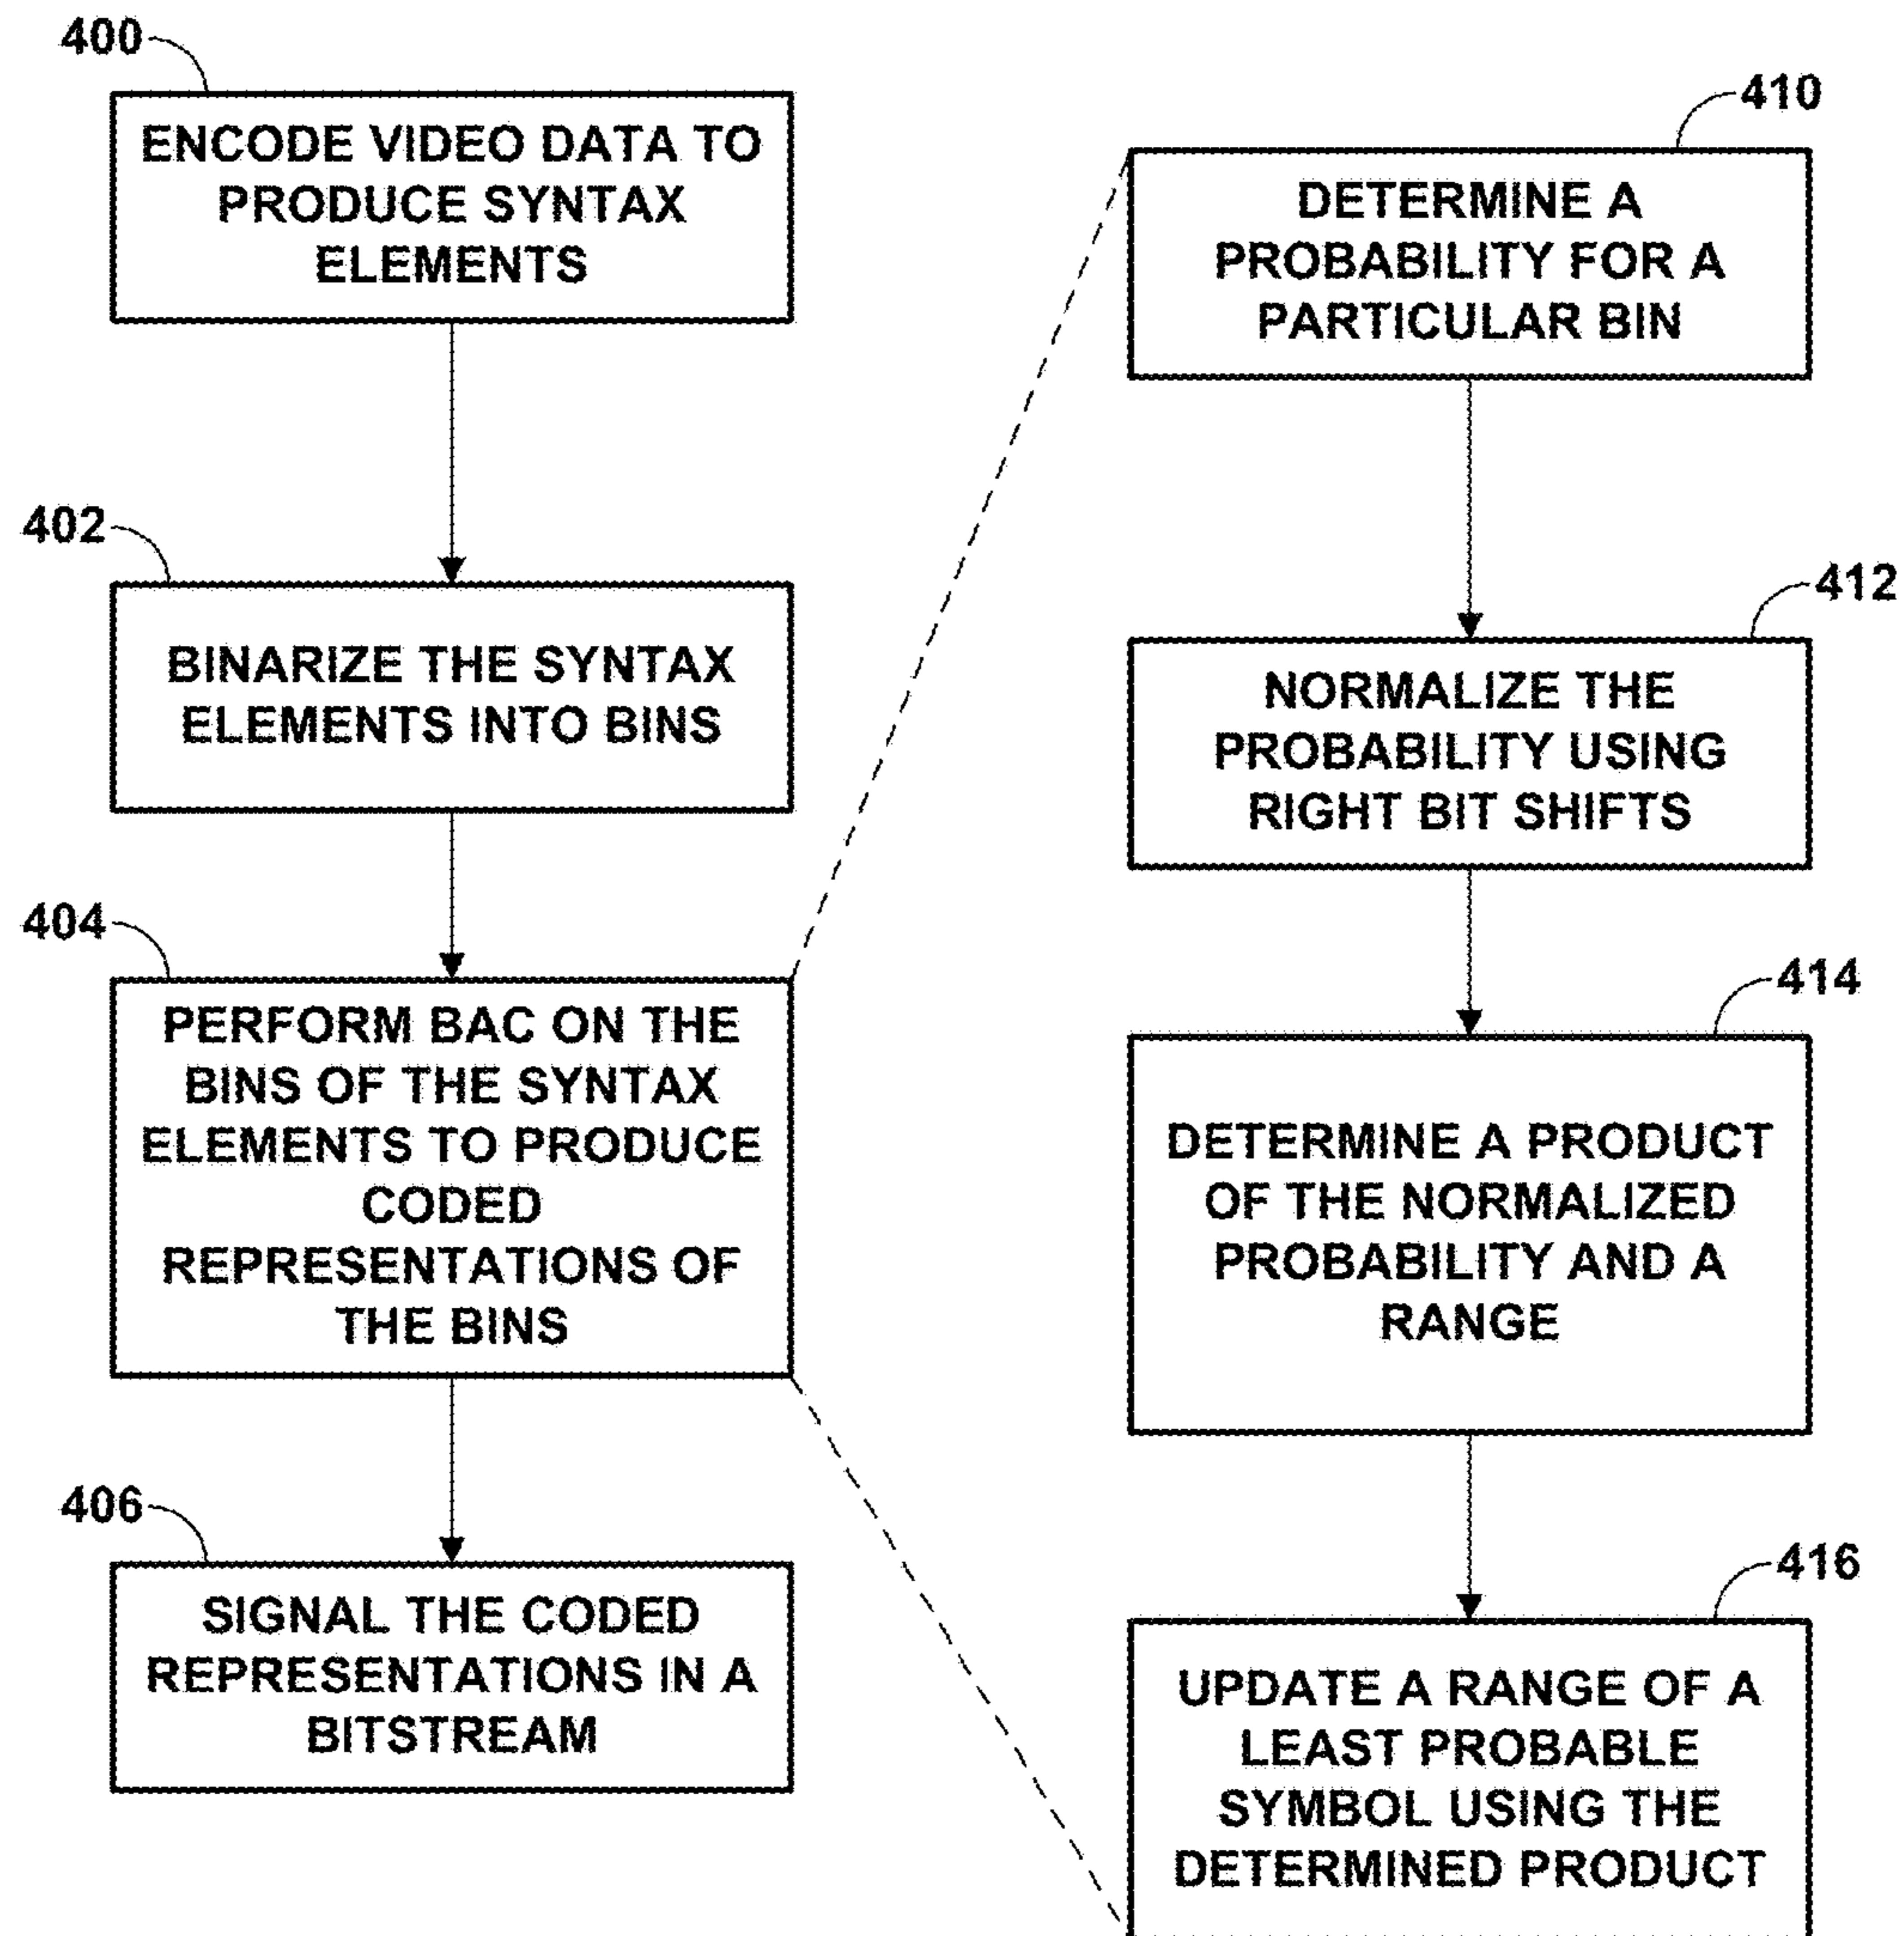 400
ENCODE VIDEO DATA TO
PRODUCE SYNTAX
ELEMENTS
402
BINARIZE THE SYNTAX
ELEMENTS INTO BINS
404
PERFORM BAC ON THE
BINS OF THE SYNTAX
ELEMENTS TO PRODUCE
CODED
REPRESENTATIONS OF
THE BINS
406
SIGNAL THE CODED
REPRESENTATIONS IN A
BITSTREAM
410
DETERMINE A
PROBABILITY FOR A
PARTICULAR BIN
412
NORMALIZE THE
PROBABILITY USING
RIGHT BIT SHIFTS
414
DETERMINE A PRODUCT
OF THE NORMALIZED
PROBABILITY AND A
RANGE
416
UPDATE A RANGE OF A
LEAST PROBABLE
SYMBOL USING THE
DETERMINED PRODUCT